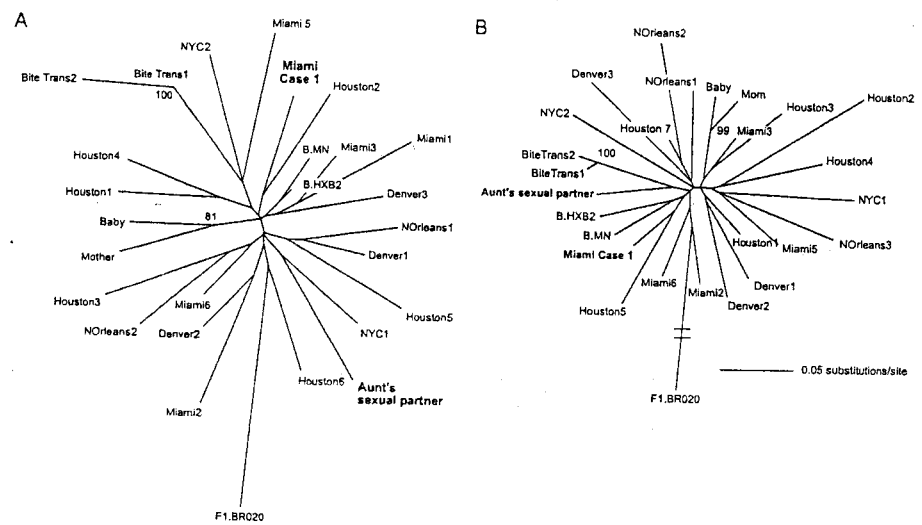 A
Miami 5
NYC2
Bite Trans1
Bite Trans2
100
Miami
Case 1
Houston2
Miami1
B.MN
Miami3
B.HXB2
Houston4
Houston1
Denver3
81
Baby
NOrleans1
Mother
Denver1
Houston3
Miami6
Houston5
NOrleans2
Denver2
NYC1
Houston6
Aunt's
sexual partner
Miami2
F1.BR020
B
NOrleans2
Denver3
NOrleans1
Baby
Mom
Houston2
NYC2
Houston3
Houston 7
99
Miami3
BiteTrans2
100
BiteTrans1
Houston4
Aunt's sexual partner
NYC1
B.HXB2
B.MN
Houston1
NOrleans3
Miami Case 1
Miami5
Miami6
Miami2
Denver1
Houston5
Denver2
0.05 substitutions/site
F1.BR020